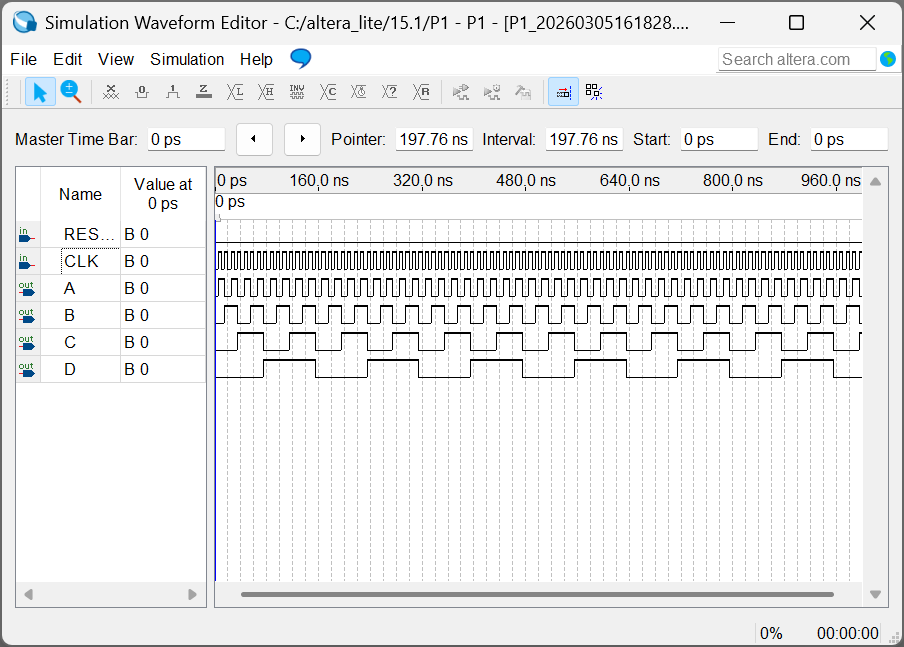 Simulation Waveform Editor - C:/altera_lite/15.1/P1 - P1 - [P1_20260305161828....
File Edit View Simulation Help Search altera.com
Master Time Bar: 0 ps Pointer: 197.76 ns Interval: 197.76 ns Start: 0 ps End: 0 ps
Name Value at 0 ps
0 ps 160.0 ns 320.0 ns 480.0 ns 640.0 ns 800.0 ns 960.0 ns
0 ps
in RES... B 0
in CLK B 0
out A B 0
out B B 0
out C B 0
out D B 0
0% 00:00:00